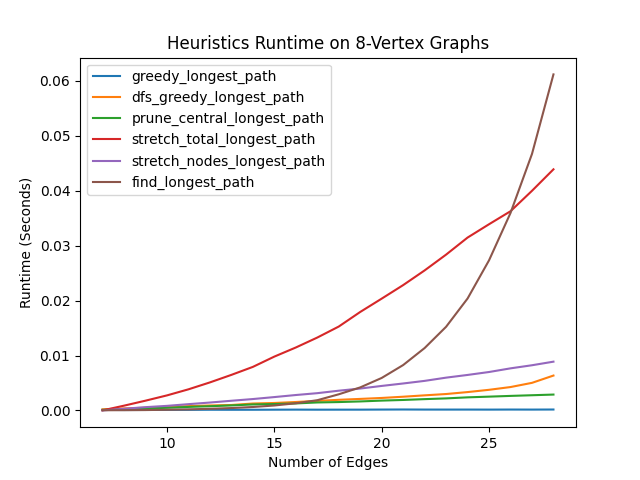 Heuristics Runtime on 8-Vertex Graphs
greedy_longest_path
dfs_greedy_longest_path
prune_central_longest_path
stretch_total_longest_path
stretch_nodes_longest_path
find_longest_path
Runtime (Seconds)
0.06
0.05
0.04
0.03
0.02
0.01
0.00
10 15 20 25
Number of Edges